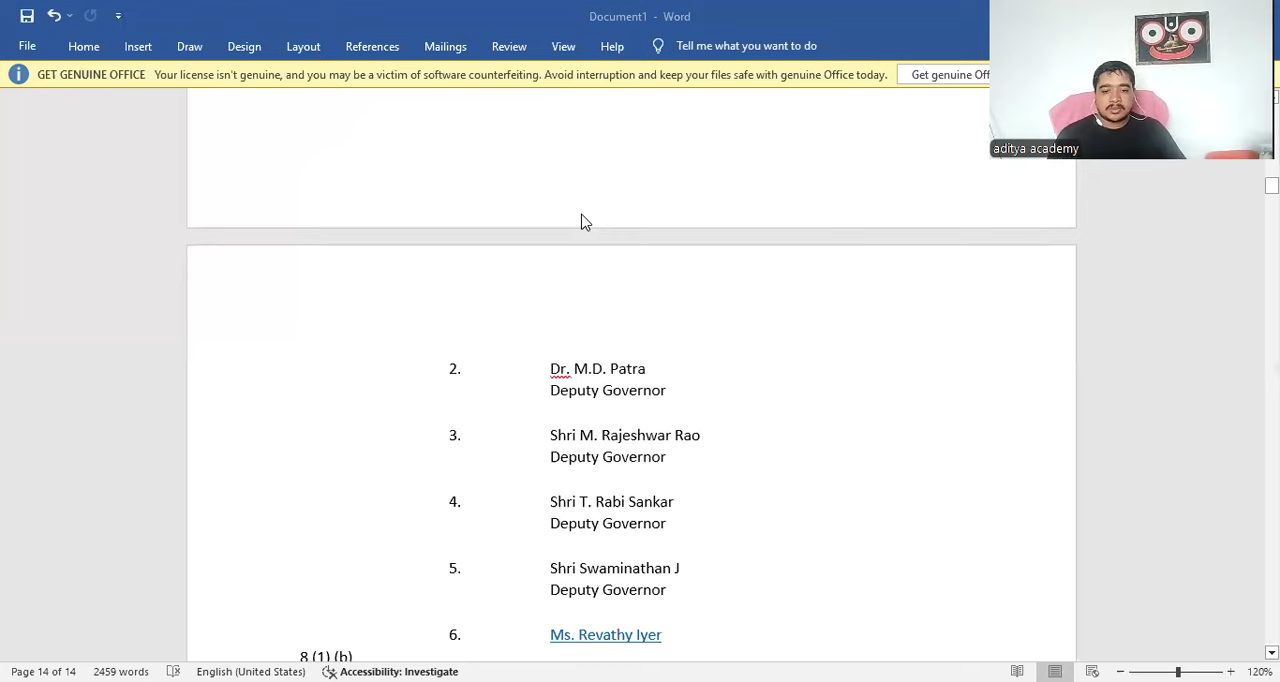 Document1 - Word
File Home Insert Draw Design Layout References Mailings Review View Help Tell me what you want to do
GET GENUINE OFFICE Your license isn't genuine, and you may be a victim of software counterfeiting. Avoid interruption and keep your files safe with genuine Office today. Get genuine Off
aditya academy
2. Dr. M.D. Patra
Deputy Governor
3. Shri M. Rajeshwar Rao
Deputy Governor
4. Shri T. Rabi Sankar
Deputy Governor
5. Shri Swaminathan J
Deputy Governor
6. Ms. Revathy Iyer
8 (1) (b)
Page 14 of 14 2459 words English (United States) Accessibility: Investigate 120%